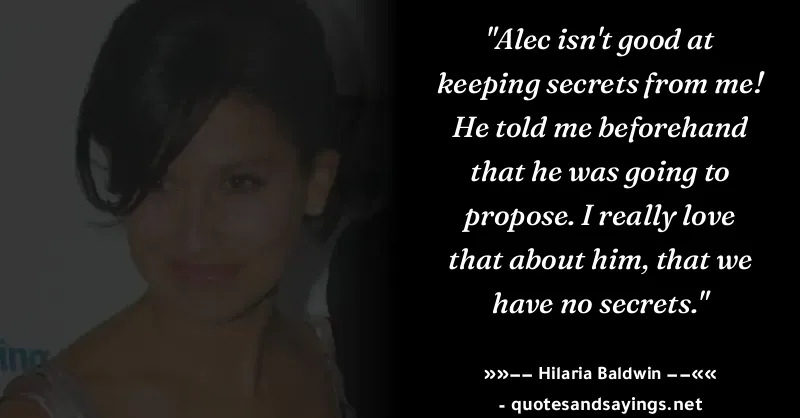 "Alec isn't good at
keeping secrets from me!
He told me beforehand
that he was going to
propose. I really love
that about him, that we
have no secrets."
»»–– Hilaria Baldwin ––««
- quotesandsayings.net
ing